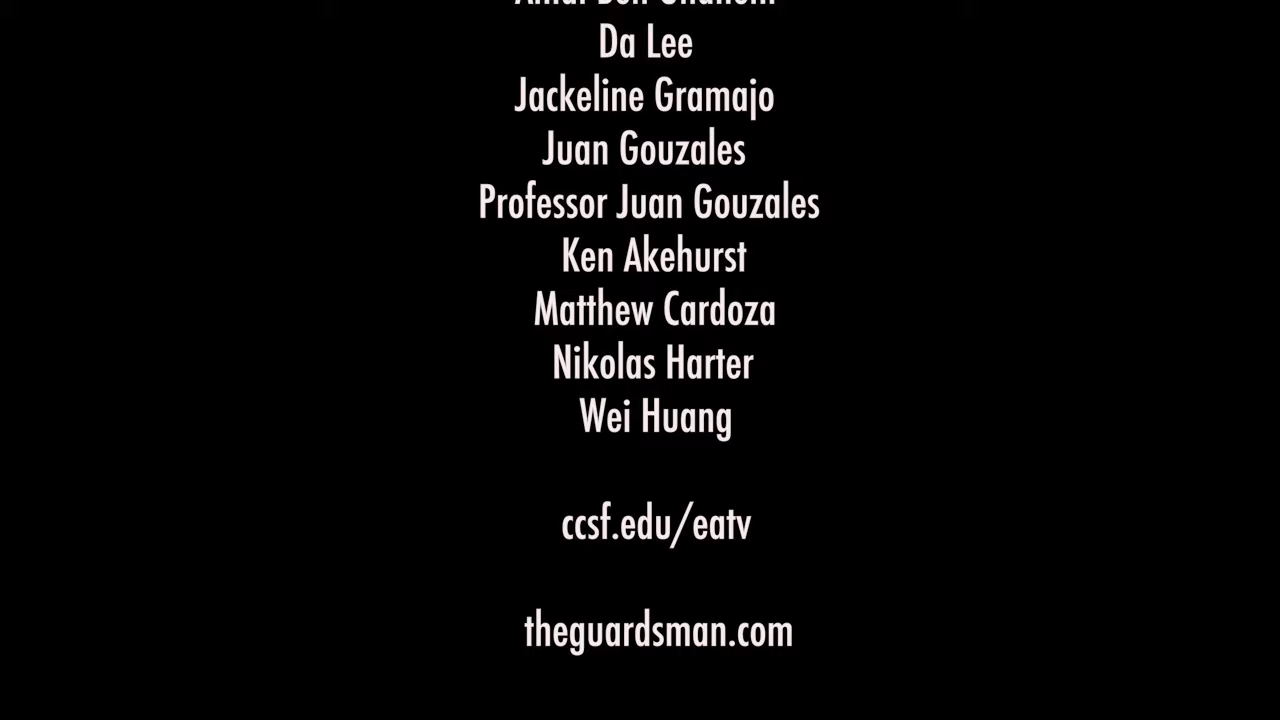 Da Lee
Jackeline Gramajo
Juan Gouzales
Professor Juan Gouzales
Ken Akehurst
Matthew Cardoza
Nikolas Harter
Wei Huang
ccsf.edu/eatv
theguardsman.com